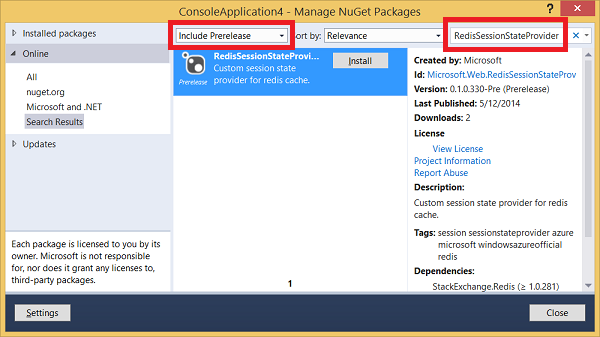 ConsoleApplication4 - Manage NuGet Packages
?
Installed packages
Online
All
nuget.org
Microsoft and .NET
Search Results
Updates
Each package is licensed to you by its
owner. Microsoft is not responsible
for, nor does it grant any licenses to,
third-party packages.
Include Prerelease
ort by:
Relevance
RedisSessionStateProvider
RedisSessionStateProvi...
Install
Custom session state
provider for redis cache.
Prerelease
1
Created by: Microsoft
Id: Microsoft.Web.RedisSessionStateProv
Version: 0.1.0.330-Pre (Prerelease)
Last Published: 5/12/2014
Downloads: 2
License
View License
Project Information
Report Abuse
Description:
Custom session state provider for redis
cache.
Tags: session sessionstateprovider azure
microsoft windowsazureofficial
redis
Dependencies:
StackExchange.Redis (≥ 1.0.281)
Settings
Close